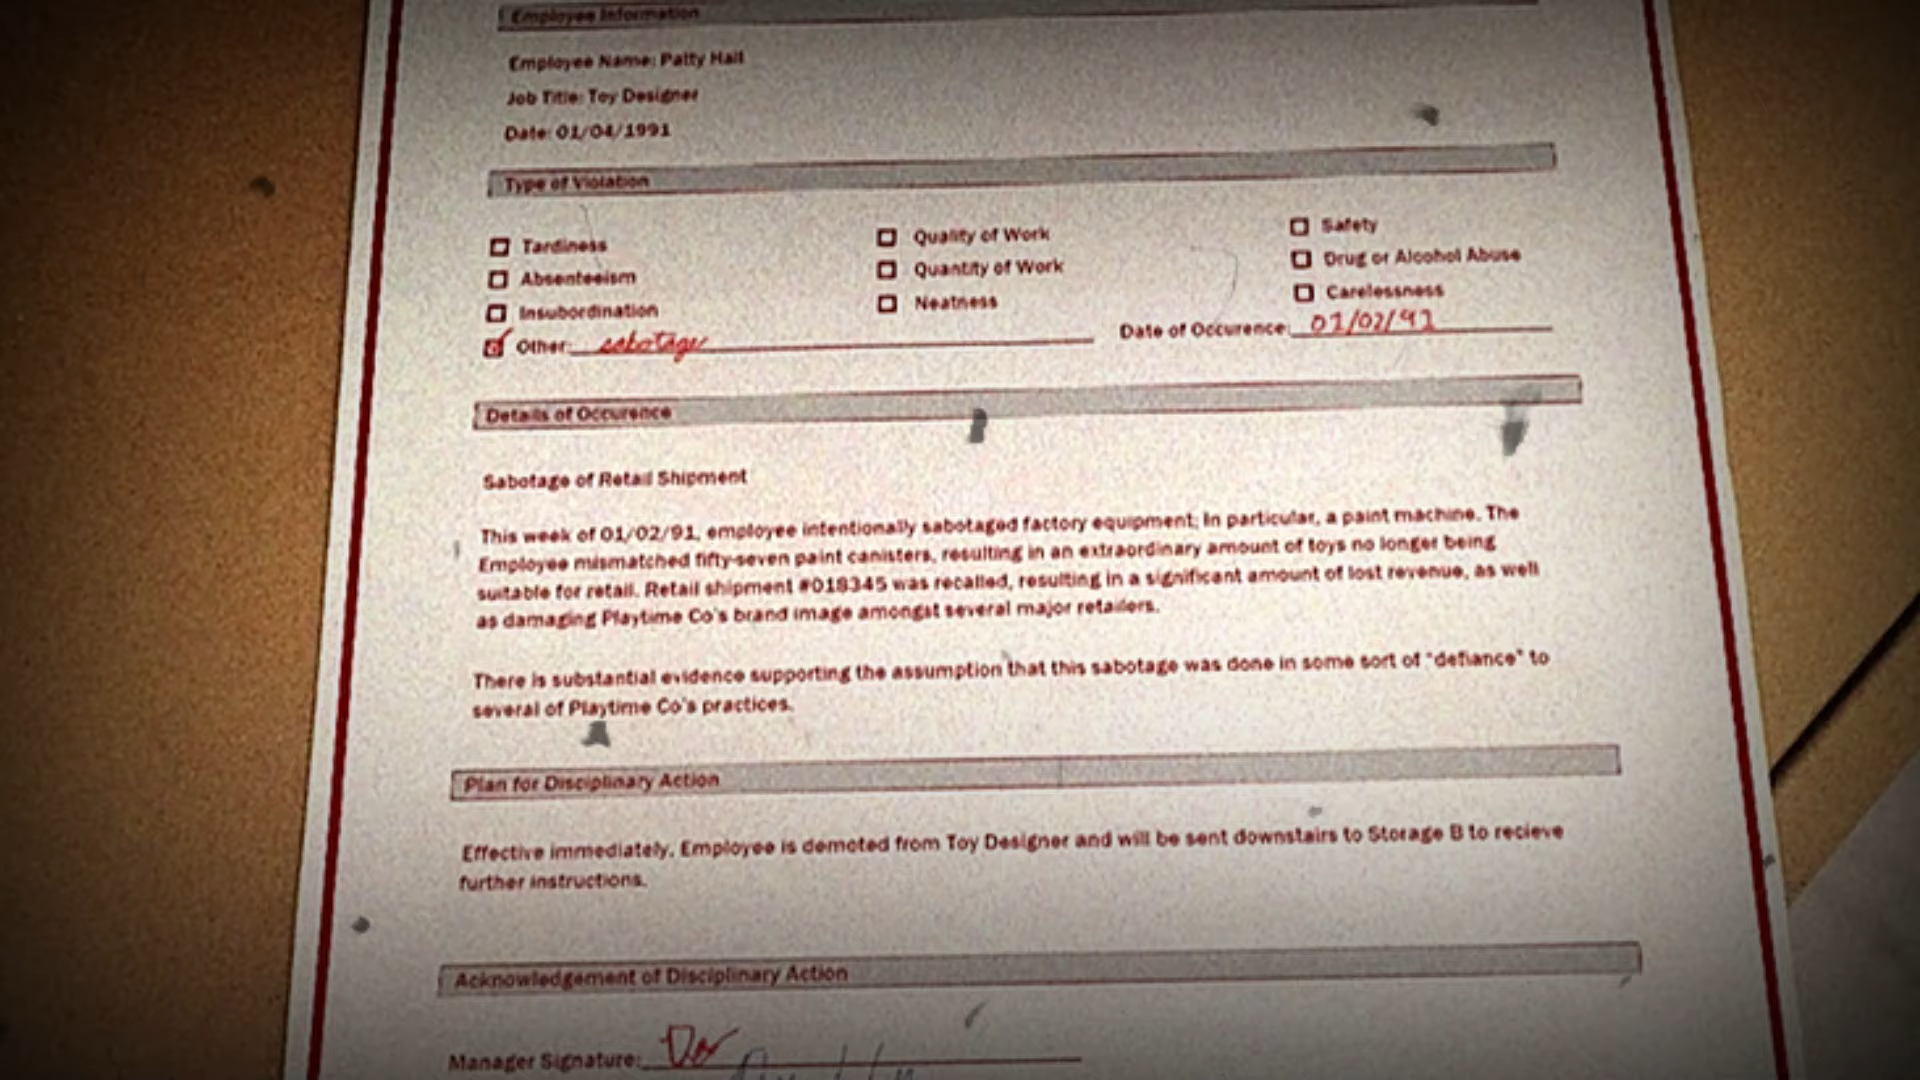 Employee Information
Employee Name: Patty Hall
Job Title: Toy Designer
Date: 01/04/1991
Type of Violation
Tardiness
Absenteeism
Insubordination
Other: sabotage
Quality of Work
Quantity of Work
Neatness
Safety
Drug or Alcohol Abuse
Carelessness
Date of Occurence: 01/02/91
Details of Occurence
Sabotage of Retail Shipment
This week of 01/02/91, employee intentionally sabotaged factory equipment; In particular, a paint machine. The
Employee mismatched fifty-seven paint canisters, resulting in an extraordinary amount of toys no longer being
suitable for retail. Retail shipment #018345 was recalled, resulting in a significant amount of lost revenue, as well
as damaging Playtime Co's brand image amongst several major retailers.
There is substantial evidence supporting the assumption that this sabotage was done in some sort of "defiance" to
several of Playtime Co's practices.
Plan for Disciplinary Action
Effective immediately, Employee is demoted from Toy Designer and will be sent downstairs to Storage B to recieve
further instructions.
Acknowledgement of Disciplinary Action
Manager Signature: